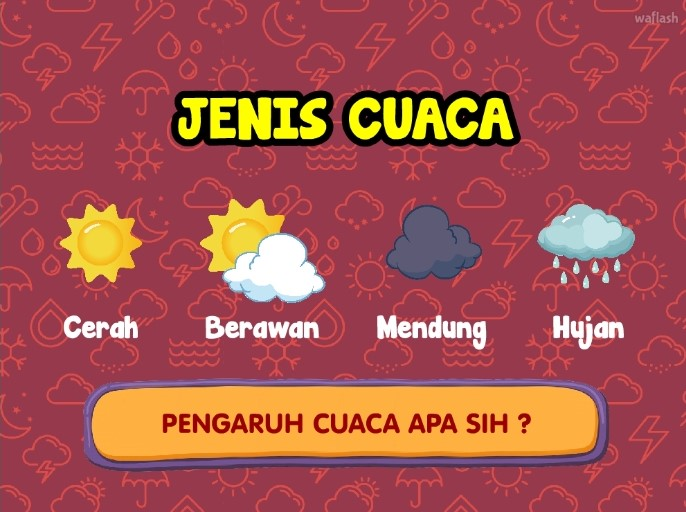 waflash
JENIS CUACA
Cerah
Berawan
Mendung
Hujan
PENGARUH CUACA APA SIH ?